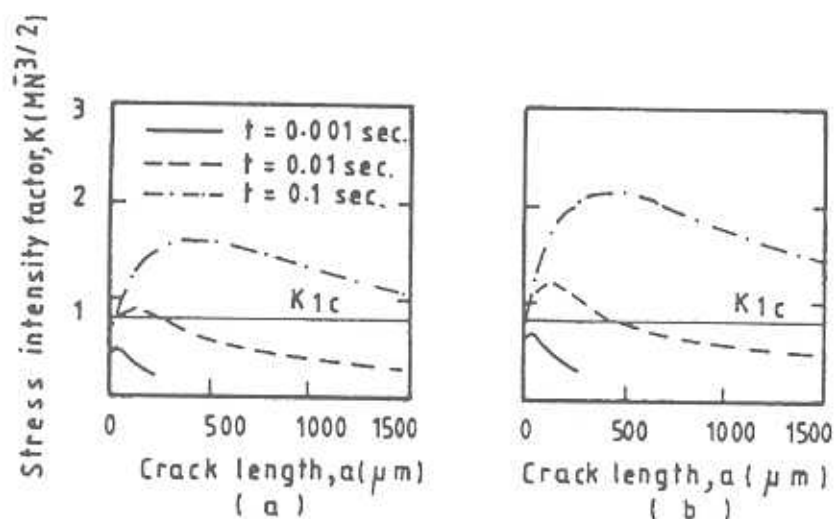 Stress intensity factor, K(MN̄3/2)
3
2
1
t = 0.001 sec.
t = 0.01 sec.
t = 0.1 sec.
K1c
0 500 1000 1500
Crack length, a(μm)
(a)
K1c
0 500 1000 1500
Crack length, a(μm)
(b)